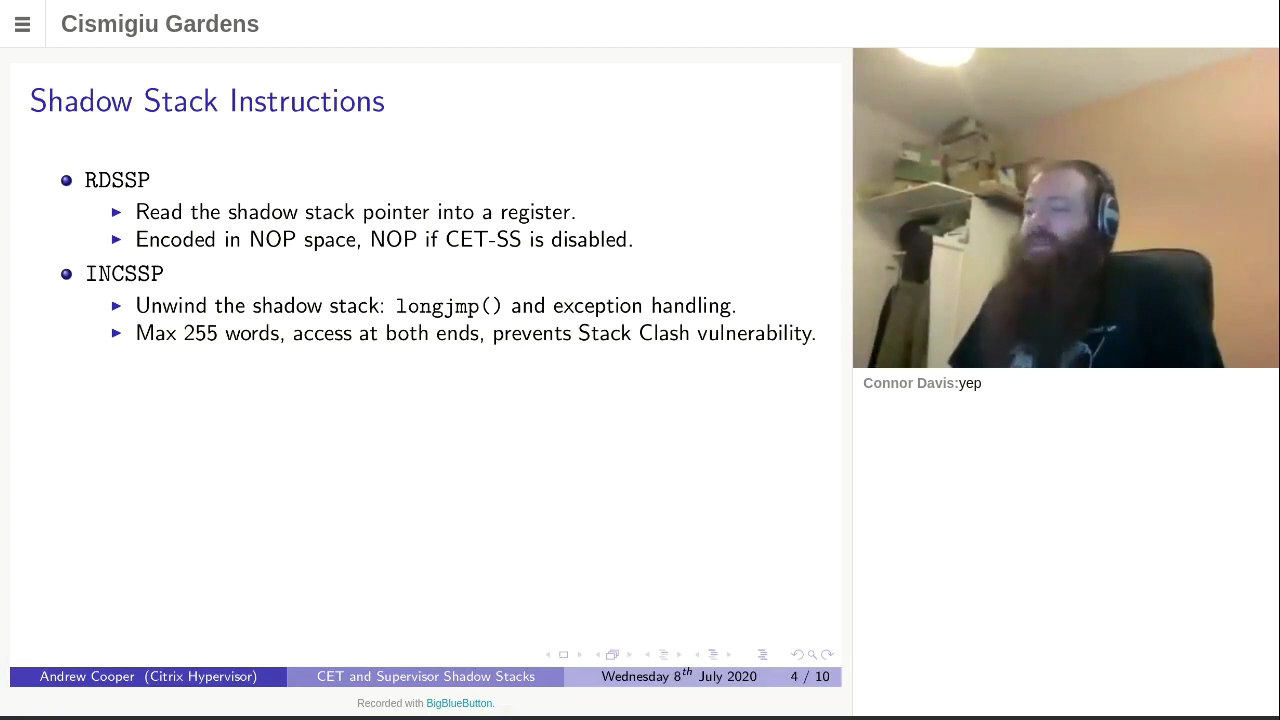 Cismigiu Gardens
Shadow Stack Instructions
RDSSP
Read the shadow stack pointer into a register.
Encoded in NOP space, NOP if CET-SS is disabled.
INCSSP
Unwind the shadow stack: longjmp() and exception handling.
Max 255 words, access at both ends, prevents Stack Clash vulnerability.
Andrew Cooper (Citrix Hypervisor) CET and Supervisor Shadow Stacks Wednesday 8th July 2020 4 / 10
Recorded with BigBlueButton.
Connor Davis:yep